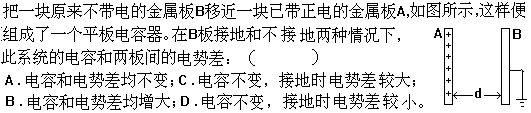 把一块原来不带电的金属板B移近一块已带正电的金属板A,如图所示,这样便
组成了一个平板电容器。在B板接地和不接地两种情况下,
此系统的电容和两板间的电势差:(    )
A.电容和电势差均不变;C.电容不变,接地时电势差较大;
B.电容和电势差均增大;D.电容不变,接地时电势差较小。
A B
+
+
+
+
+
+
d